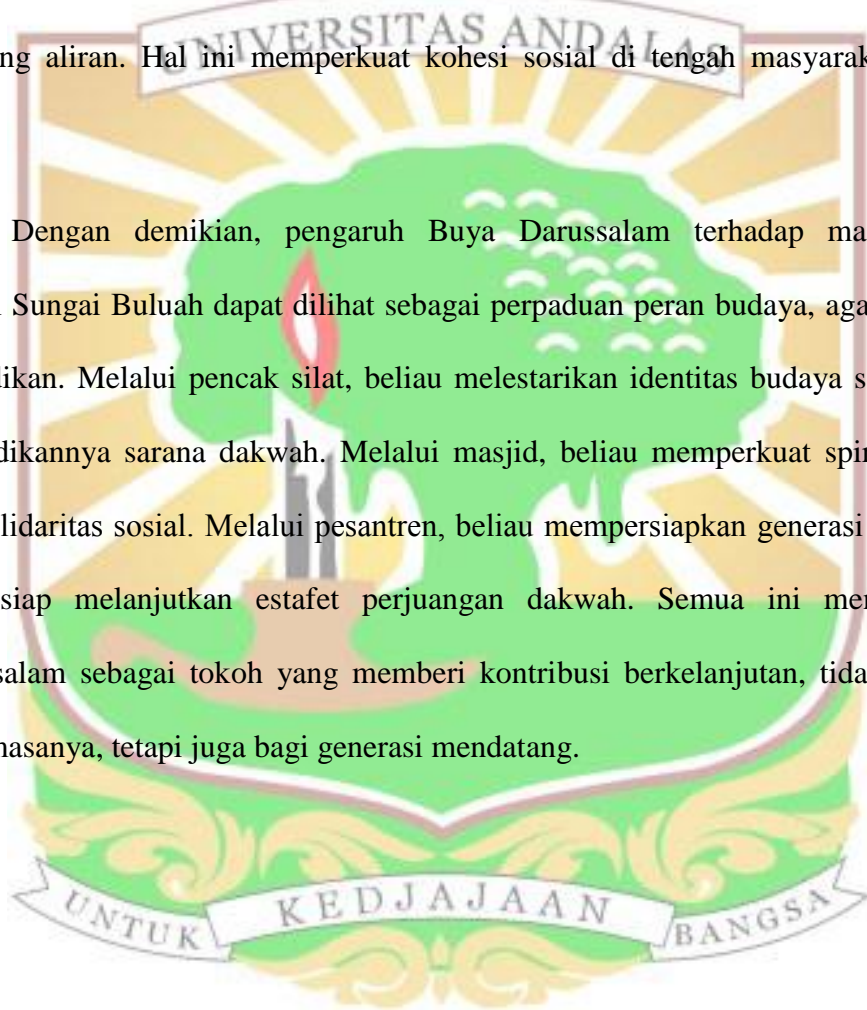 UNIVERSITAS ANDALAS
ng aliran. Hal ini memperkuat kohesi sosial di tengah masyarak
Dengan demikian, pengaruh Buya Darussalam terhadap ma
Sungai Buluah dapat dilihat sebagai perpaduan peran budaya, aga
dikan. Melalui pencak silat, beliau melestarikan identitas budaya s
dikannya sarana dakwah. Melalui masjid, beliau memperkuat spir
lidaritas sosial. Melalui pesantren, beliau mempersiapkan generasi
siap melanjutkan estafet perjuangan dakwah. Semua ini me
salam sebagai tokoh yang memberi kontribusi berkelanjutan, tida
masanya, tetapi juga bagi generasi mendatang.
UNTUK KEDJAJAAN BANGSA